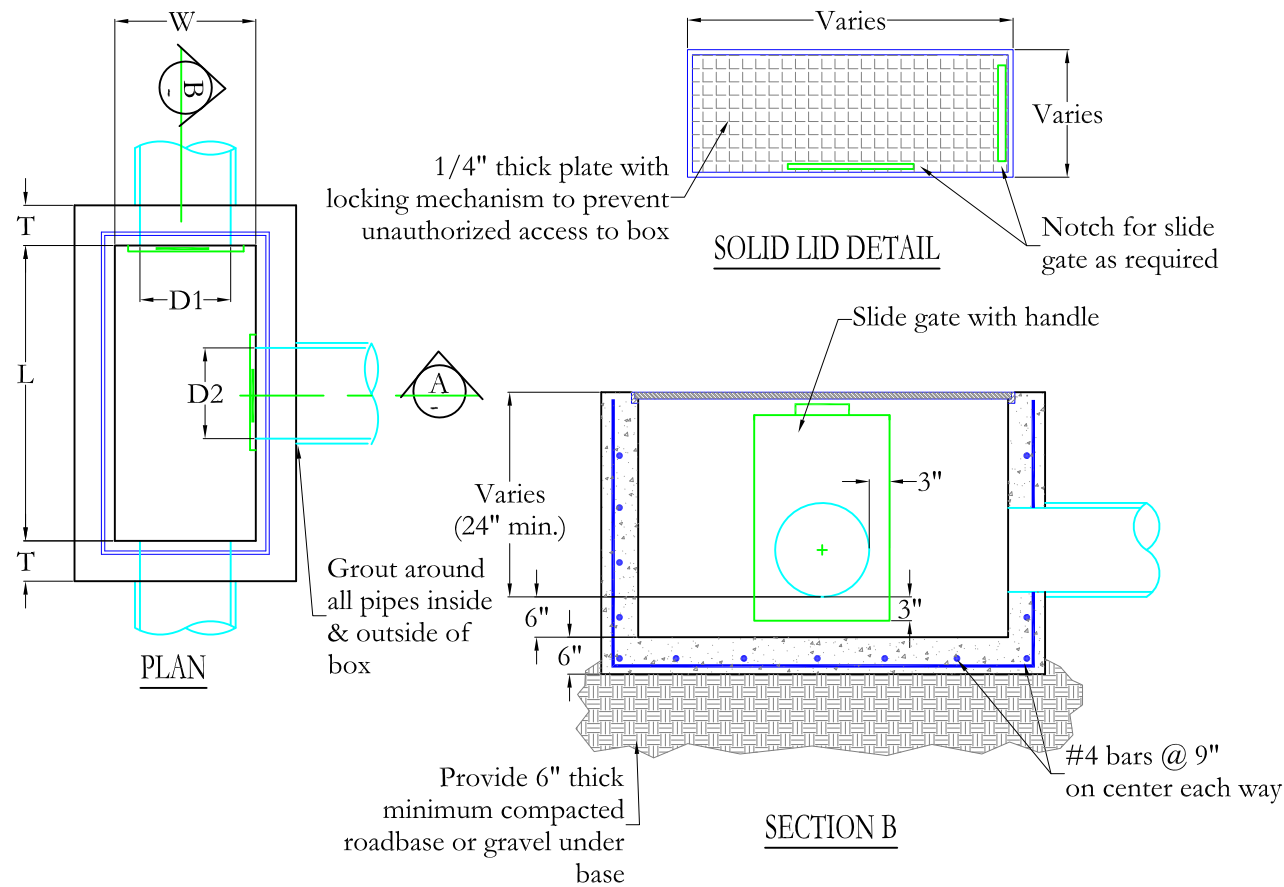 W
B
-
T
D1
L
D2
A
-
T
Grout around
all pipes inside
& outside of
box
PLAN
Varies
Varies
1/4" thick plate with
locking mechanism to prevent
unauthorized access to box
SOLID LID DETAIL
Notch for slide
gate as required
Slide gate with handle
Varies
(24" min.)
3"
3"
6"
6"
#4 bars @ 9"
on center each way
Provide 6" thick
minimum compacted
roadbase or gravel under
base
SECTION B